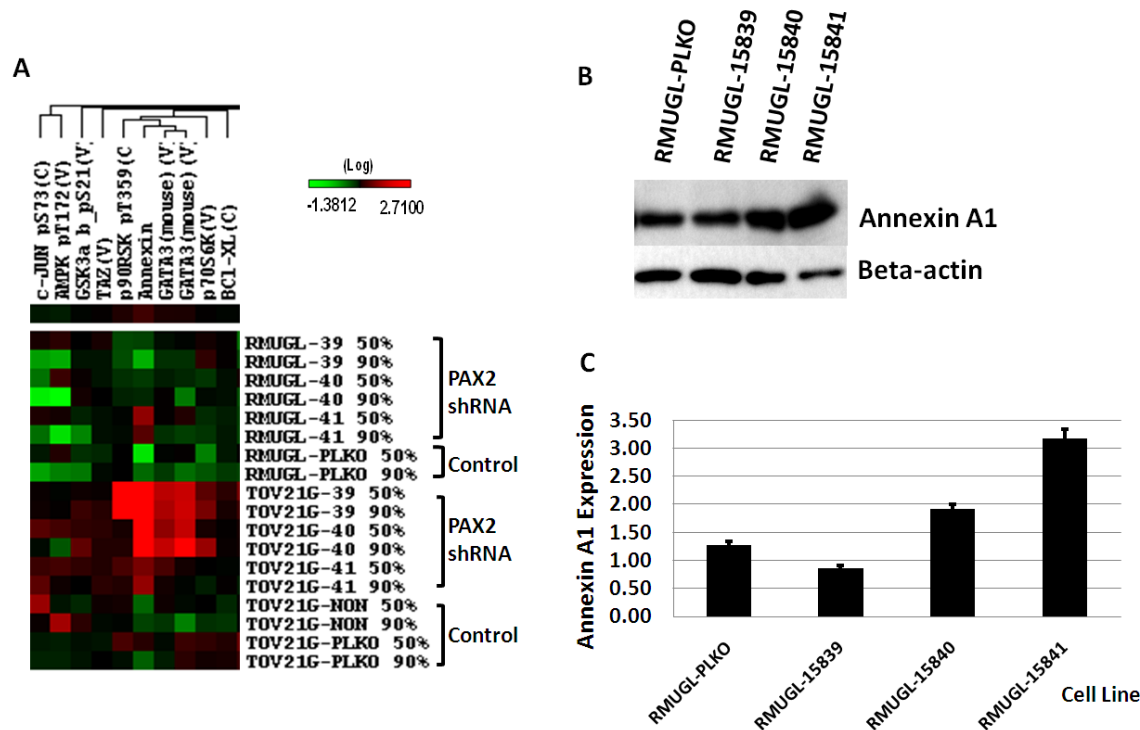 A
(Log)
-1.3812 2.7100
c-JUN pS73(C)
AMPK pT172(V)
GSK3a b_pS21(V)
TAZ(V)
p90RSK pT359(C
Annexin
GATA3(mouse)(V)
GATA3(mouse)(V)
p70S6K(V)
BCl-XL(C)
RMUGL-39 50%
RMUGL-39 90%
RMUGL-40 50%
RMUGL-40 90%
RMUGL-41 50%
RMUGL-41 90%
PAX2
shRNA
RMUGL-PLKO 50%
RMUGL-PLKO 90%
Control
TOV21G-39 50%
TOV21G-39 90%
TOV21G-40 50%
TOV21G-40 90%
TOV21G-41 50%
TOV21G-41 90%
PAX2
shRNA
TOV21G-NON 50%
TOV21G-NON 90%
TOV21G-PLKO 50%
TOV21G-PLKO 90%
Control
B
RMUGL-PLKO
RMUGL-15839
RMUGL-15840
RMUGL-15841
Annexin A1
Beta-actin
C
Annexin A1 Expression
3.50
3.00
2.50
2.00
1.50
1.00
0.50
0.00
RMUGL-PLKO
RMUGL-15839
RMUGL-15840
RMUGL-15841
Cell Line